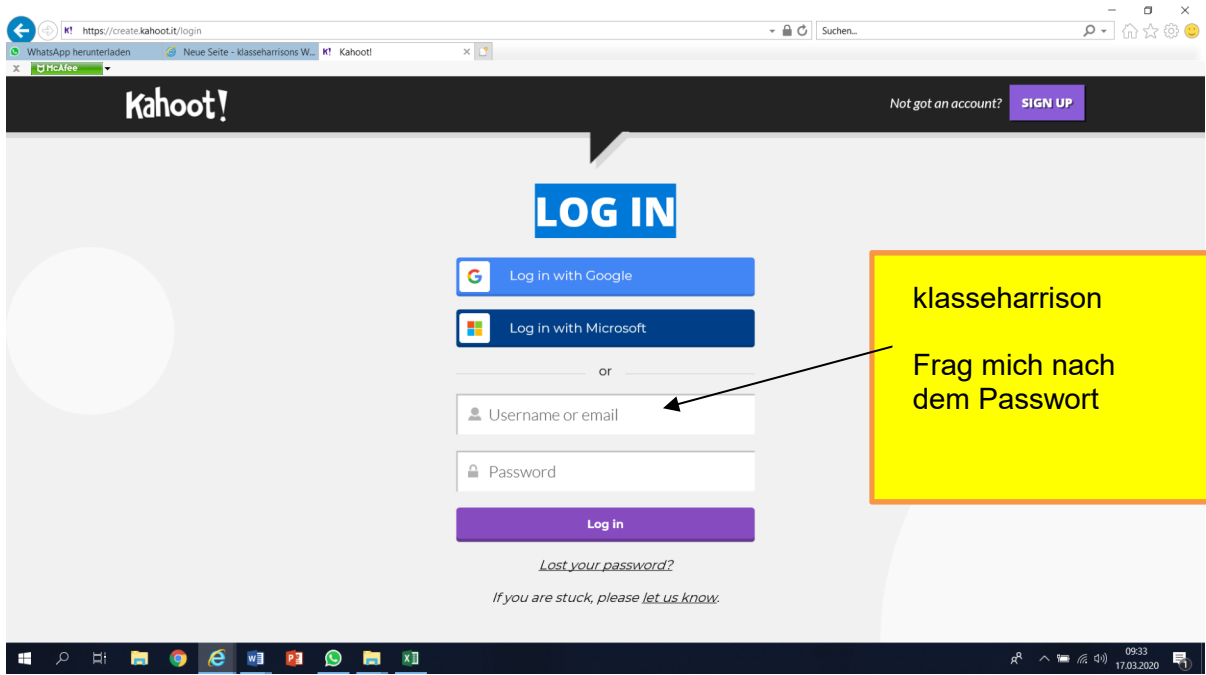 https://create.kahoot.it/login
Suchen...
WhatsApp herunterladen
Neue Seite - klasseharrisons W...
K! Kahoot!
x McAfee
Kahoot!
Not got an account?
SIGN UP
LOG IN
Log in with Google
Log in with Microsoft
or
Username or email
Password
Log in
Lost your password?
If you are stuck, please let us know.
klasseharrison
Frag mich nach
dem Passwort
09:33
17.03.2020